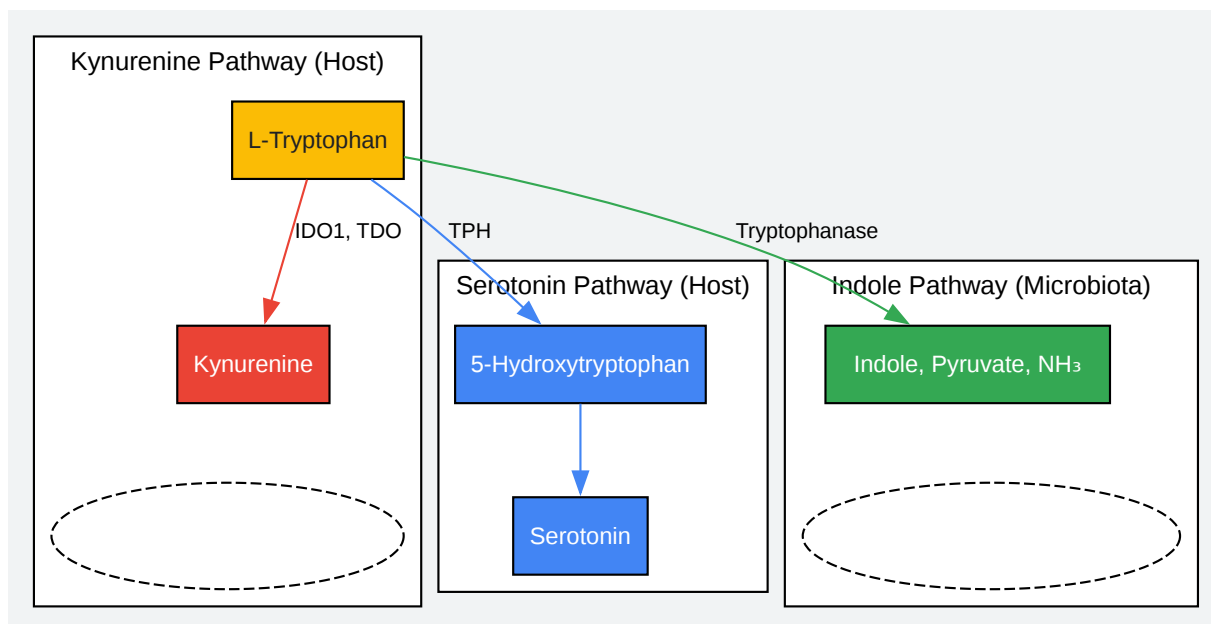 Kynurenine Pathway (Host)
L-Tryptophan
IDO1, TDO
TPH
Tryptophanase
Serotonin Pathway (Host)
Indole Pathway (Microbiota)
Kynurenine
5-Hydroxytryptophan
Indole, Pyruvate, NH₃
Serotonin